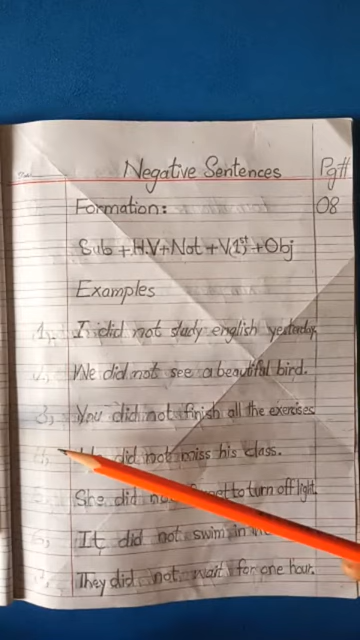 Negative Sentences Pg#
Formation: 08
Sub + H.V + Not + V(1st) + Obj
Examples
1). I did not study english yesterday
We did not see a beautiful bird.
3, You did not finish all the exercises
4, did not miss his class.
She did to turn off light.
It did not swim in
They did not wait for one hour.